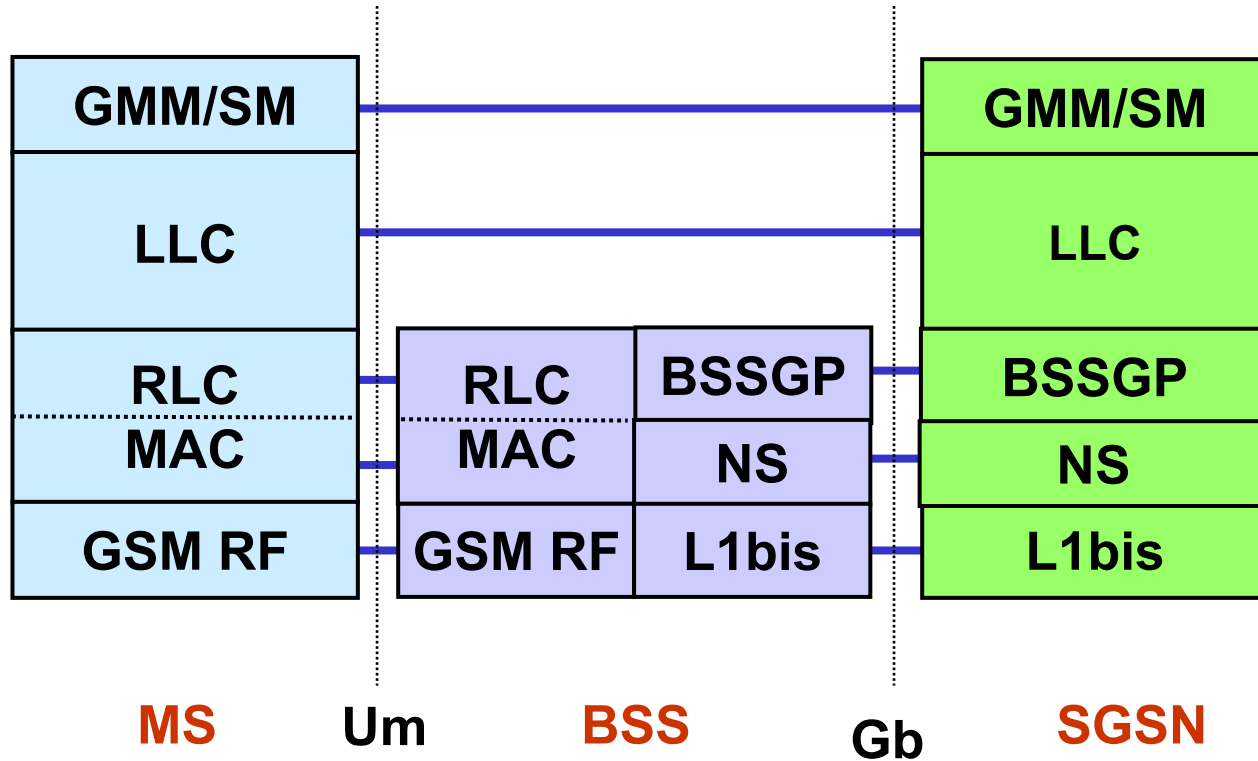 GMM/SM
LLC
RLC
MAC
GSM RF
RLC
MAC
GSM RF
BSSGP
NS
L1bis
GMM/SM
LLC
BSSGP
NS
L1bis
MS
Um
BSS
Gb
SGSN